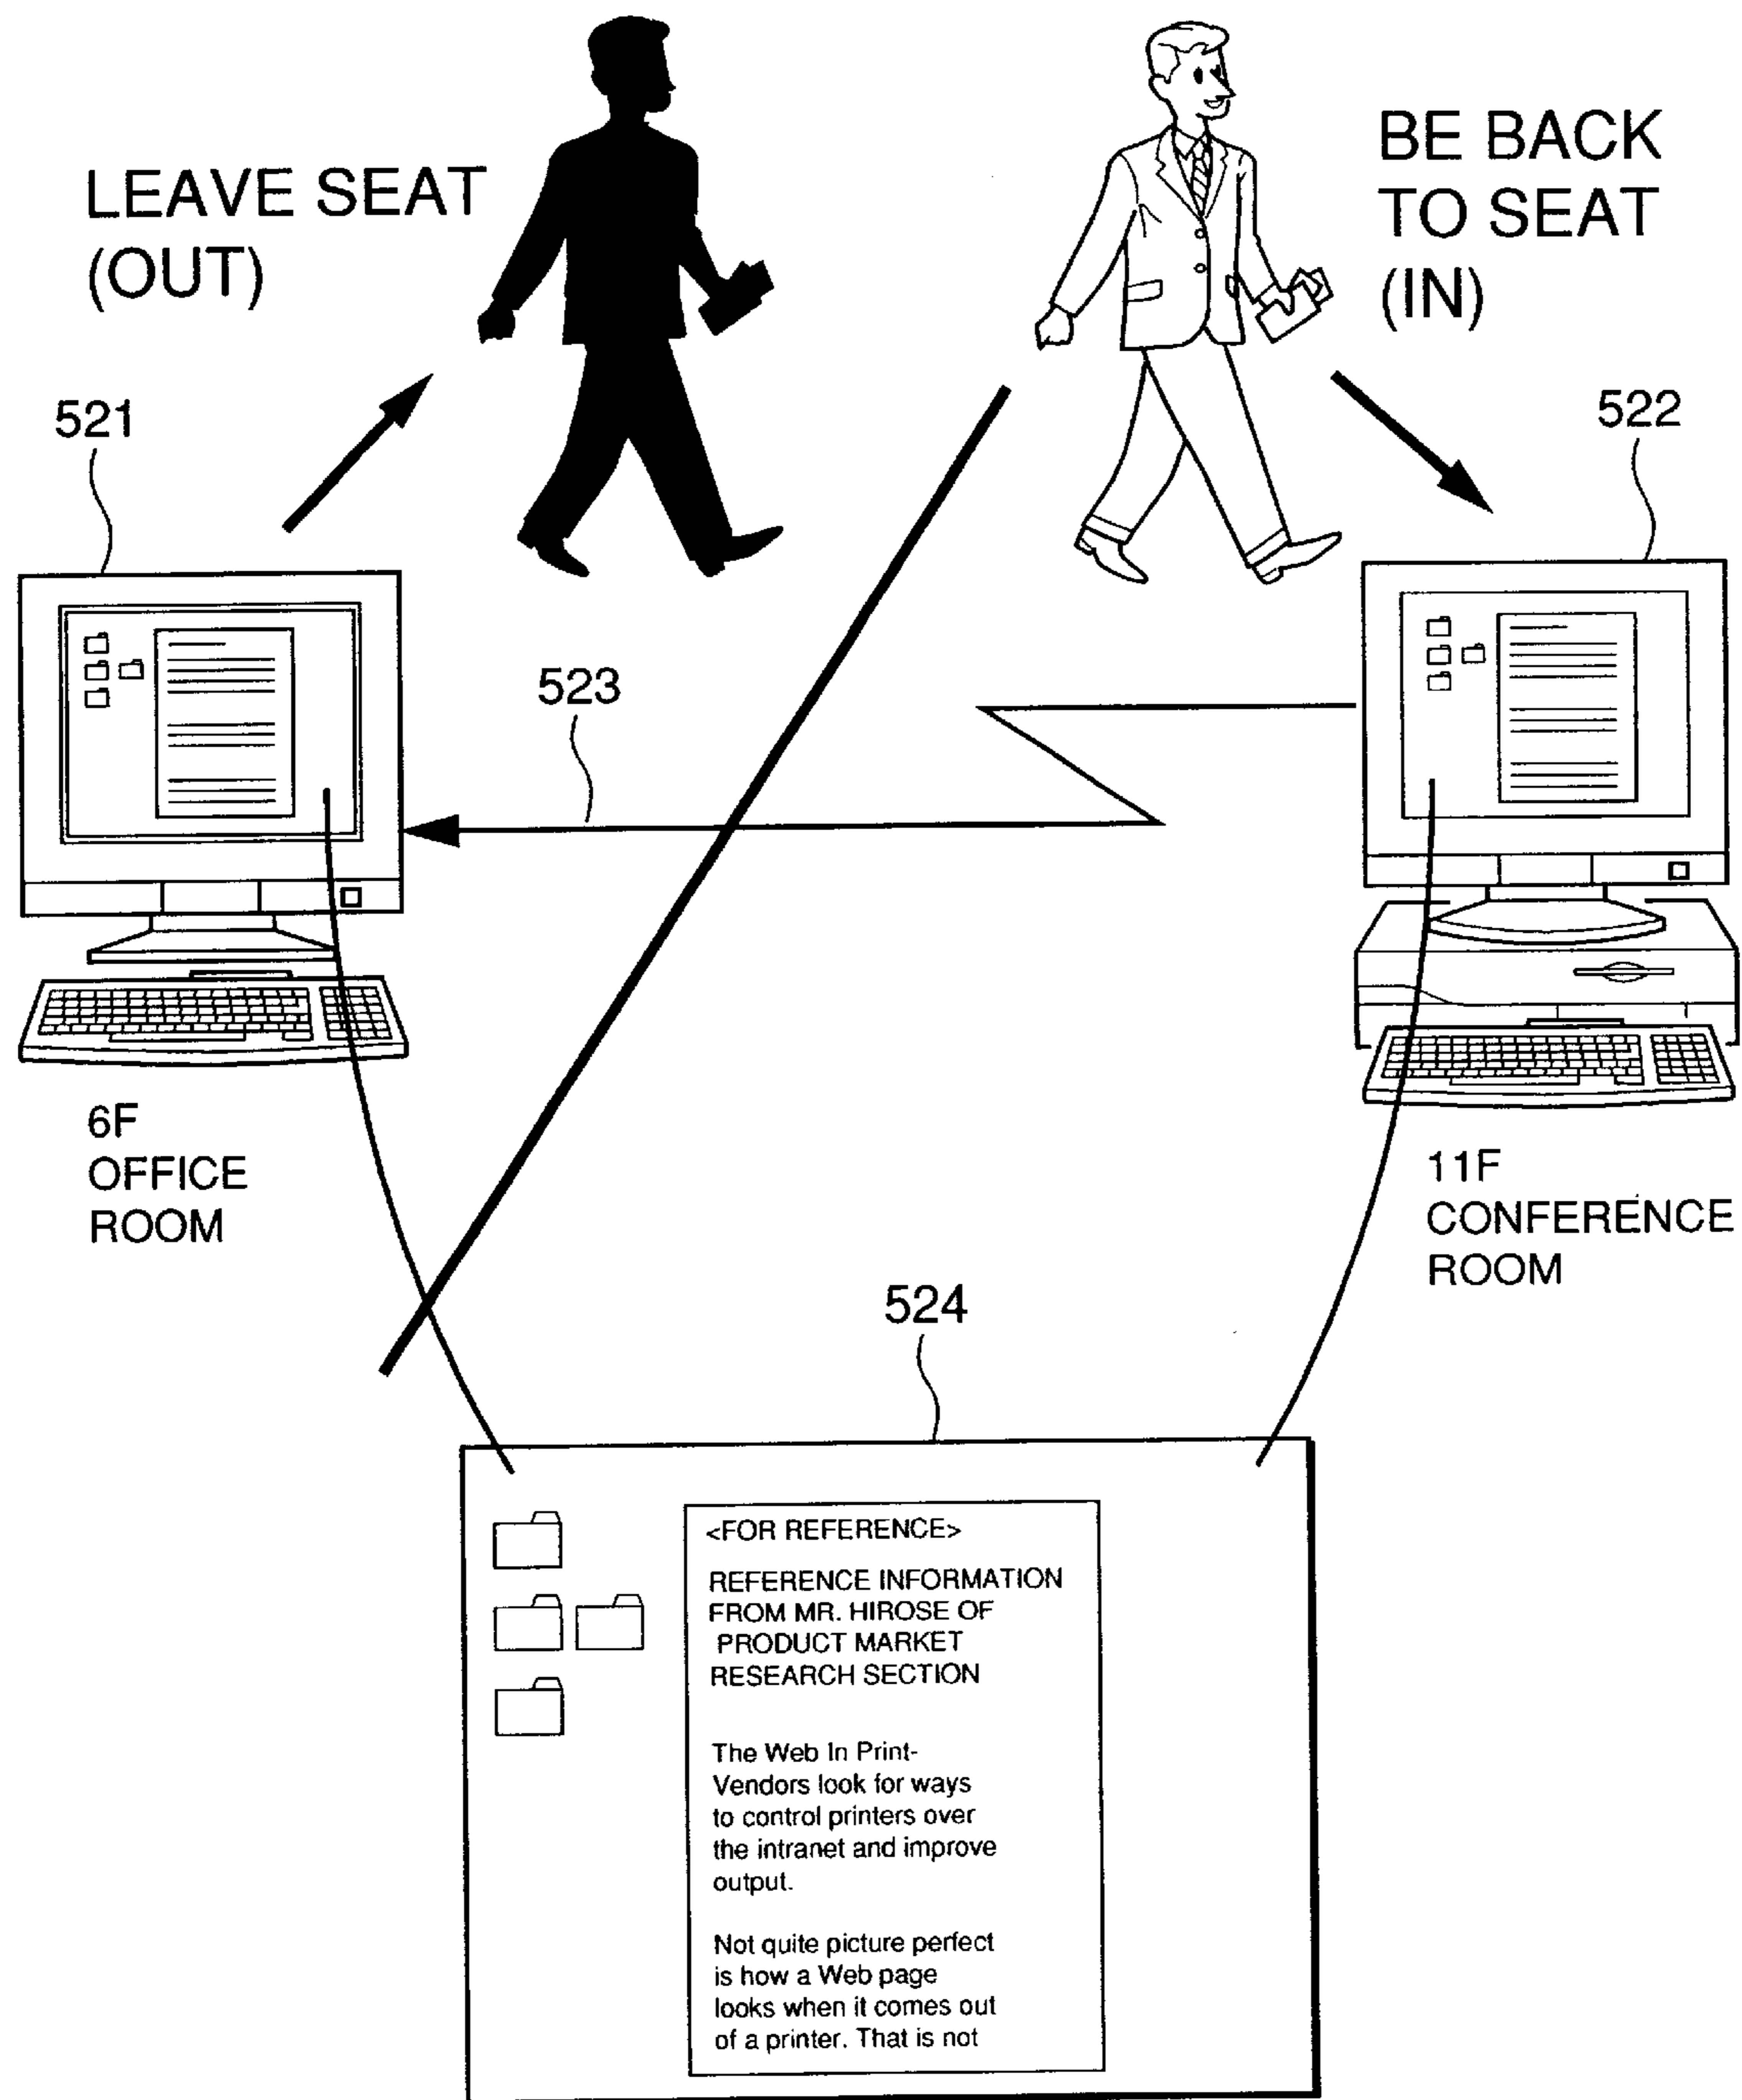 LEAVE SEAT
(OUT)
BE BACK
TO SEAT
(IN)
521
522
523
6F
OFFICE
ROOM
11F
CONFERENCE
ROOM
524
<FOR REFERENCE>
REFERENCE INFORMATION
FROM MR. HIROSE OF
PRODUCT MARKET
RESEARCH SECTION
The Web In Print-
Vendors look for ways
to control printers over
the intranet and improve
output.
Not quite picture perfect
is how a Web page
looks when it comes out
of a printer. That is not